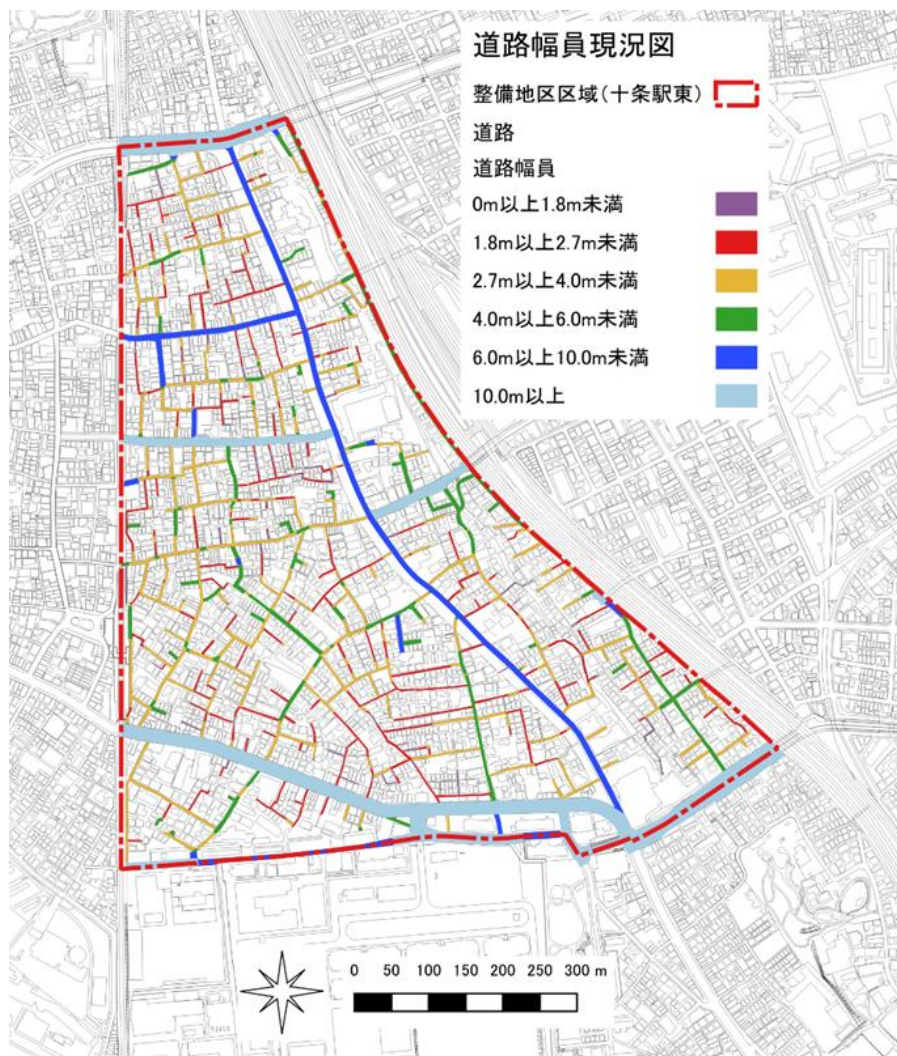 道路幅員現況図
整備地区区域(十条駅東)
道路
道路幅員
0m以上1.8m未満
1.8m以上2.7m未満
2.7m以上4.0m未満
4.0m以上6.0m未満
6.0m以上10.0m未満
10.0m以上
0 50 100 150 200 250 300 m